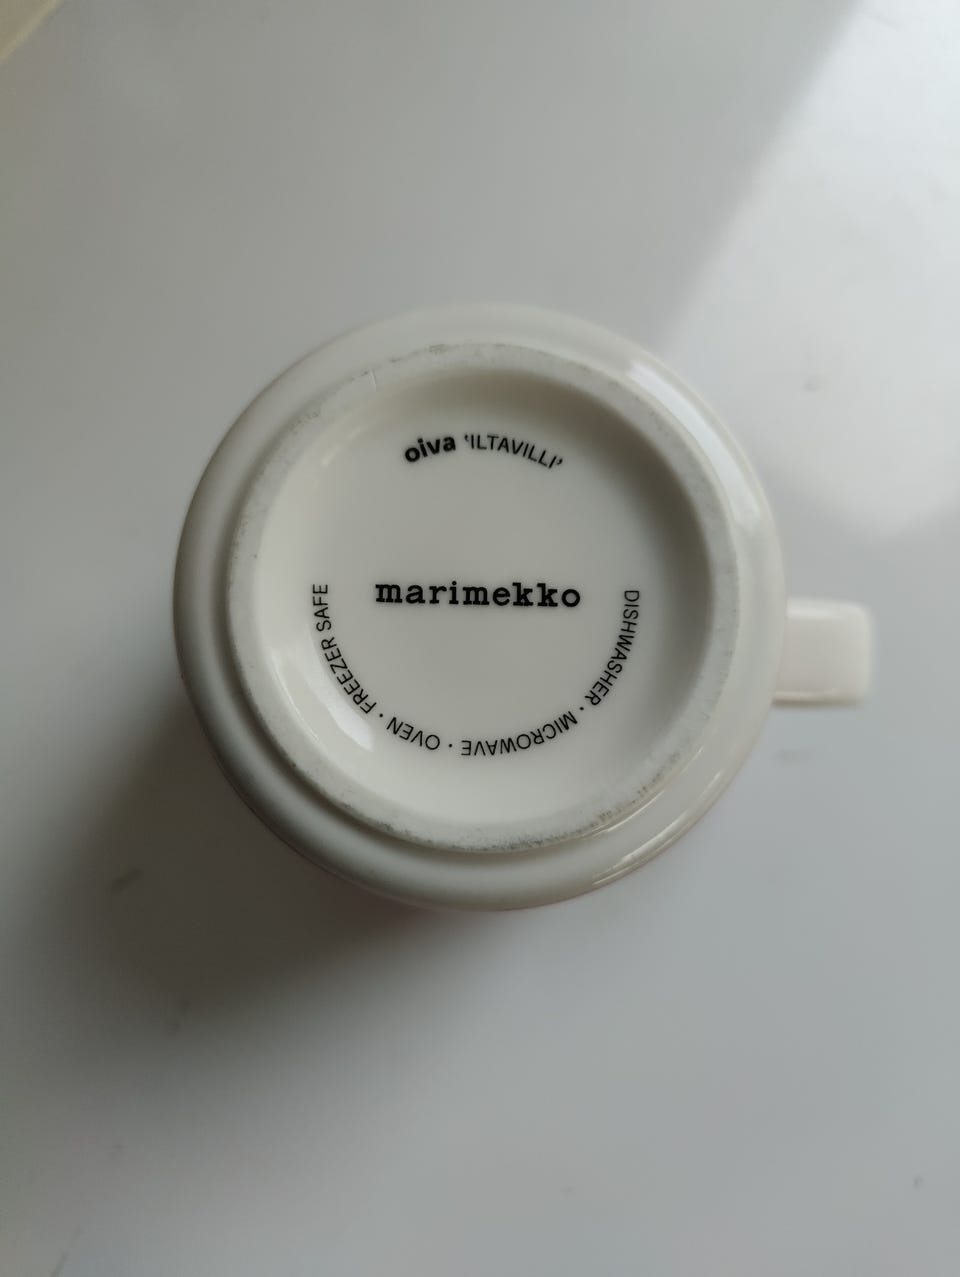 oiva 'ILTAVILLI'
marimekko
DISHWASHER · MICROWAVE · OVEN · FREEZER SAFE